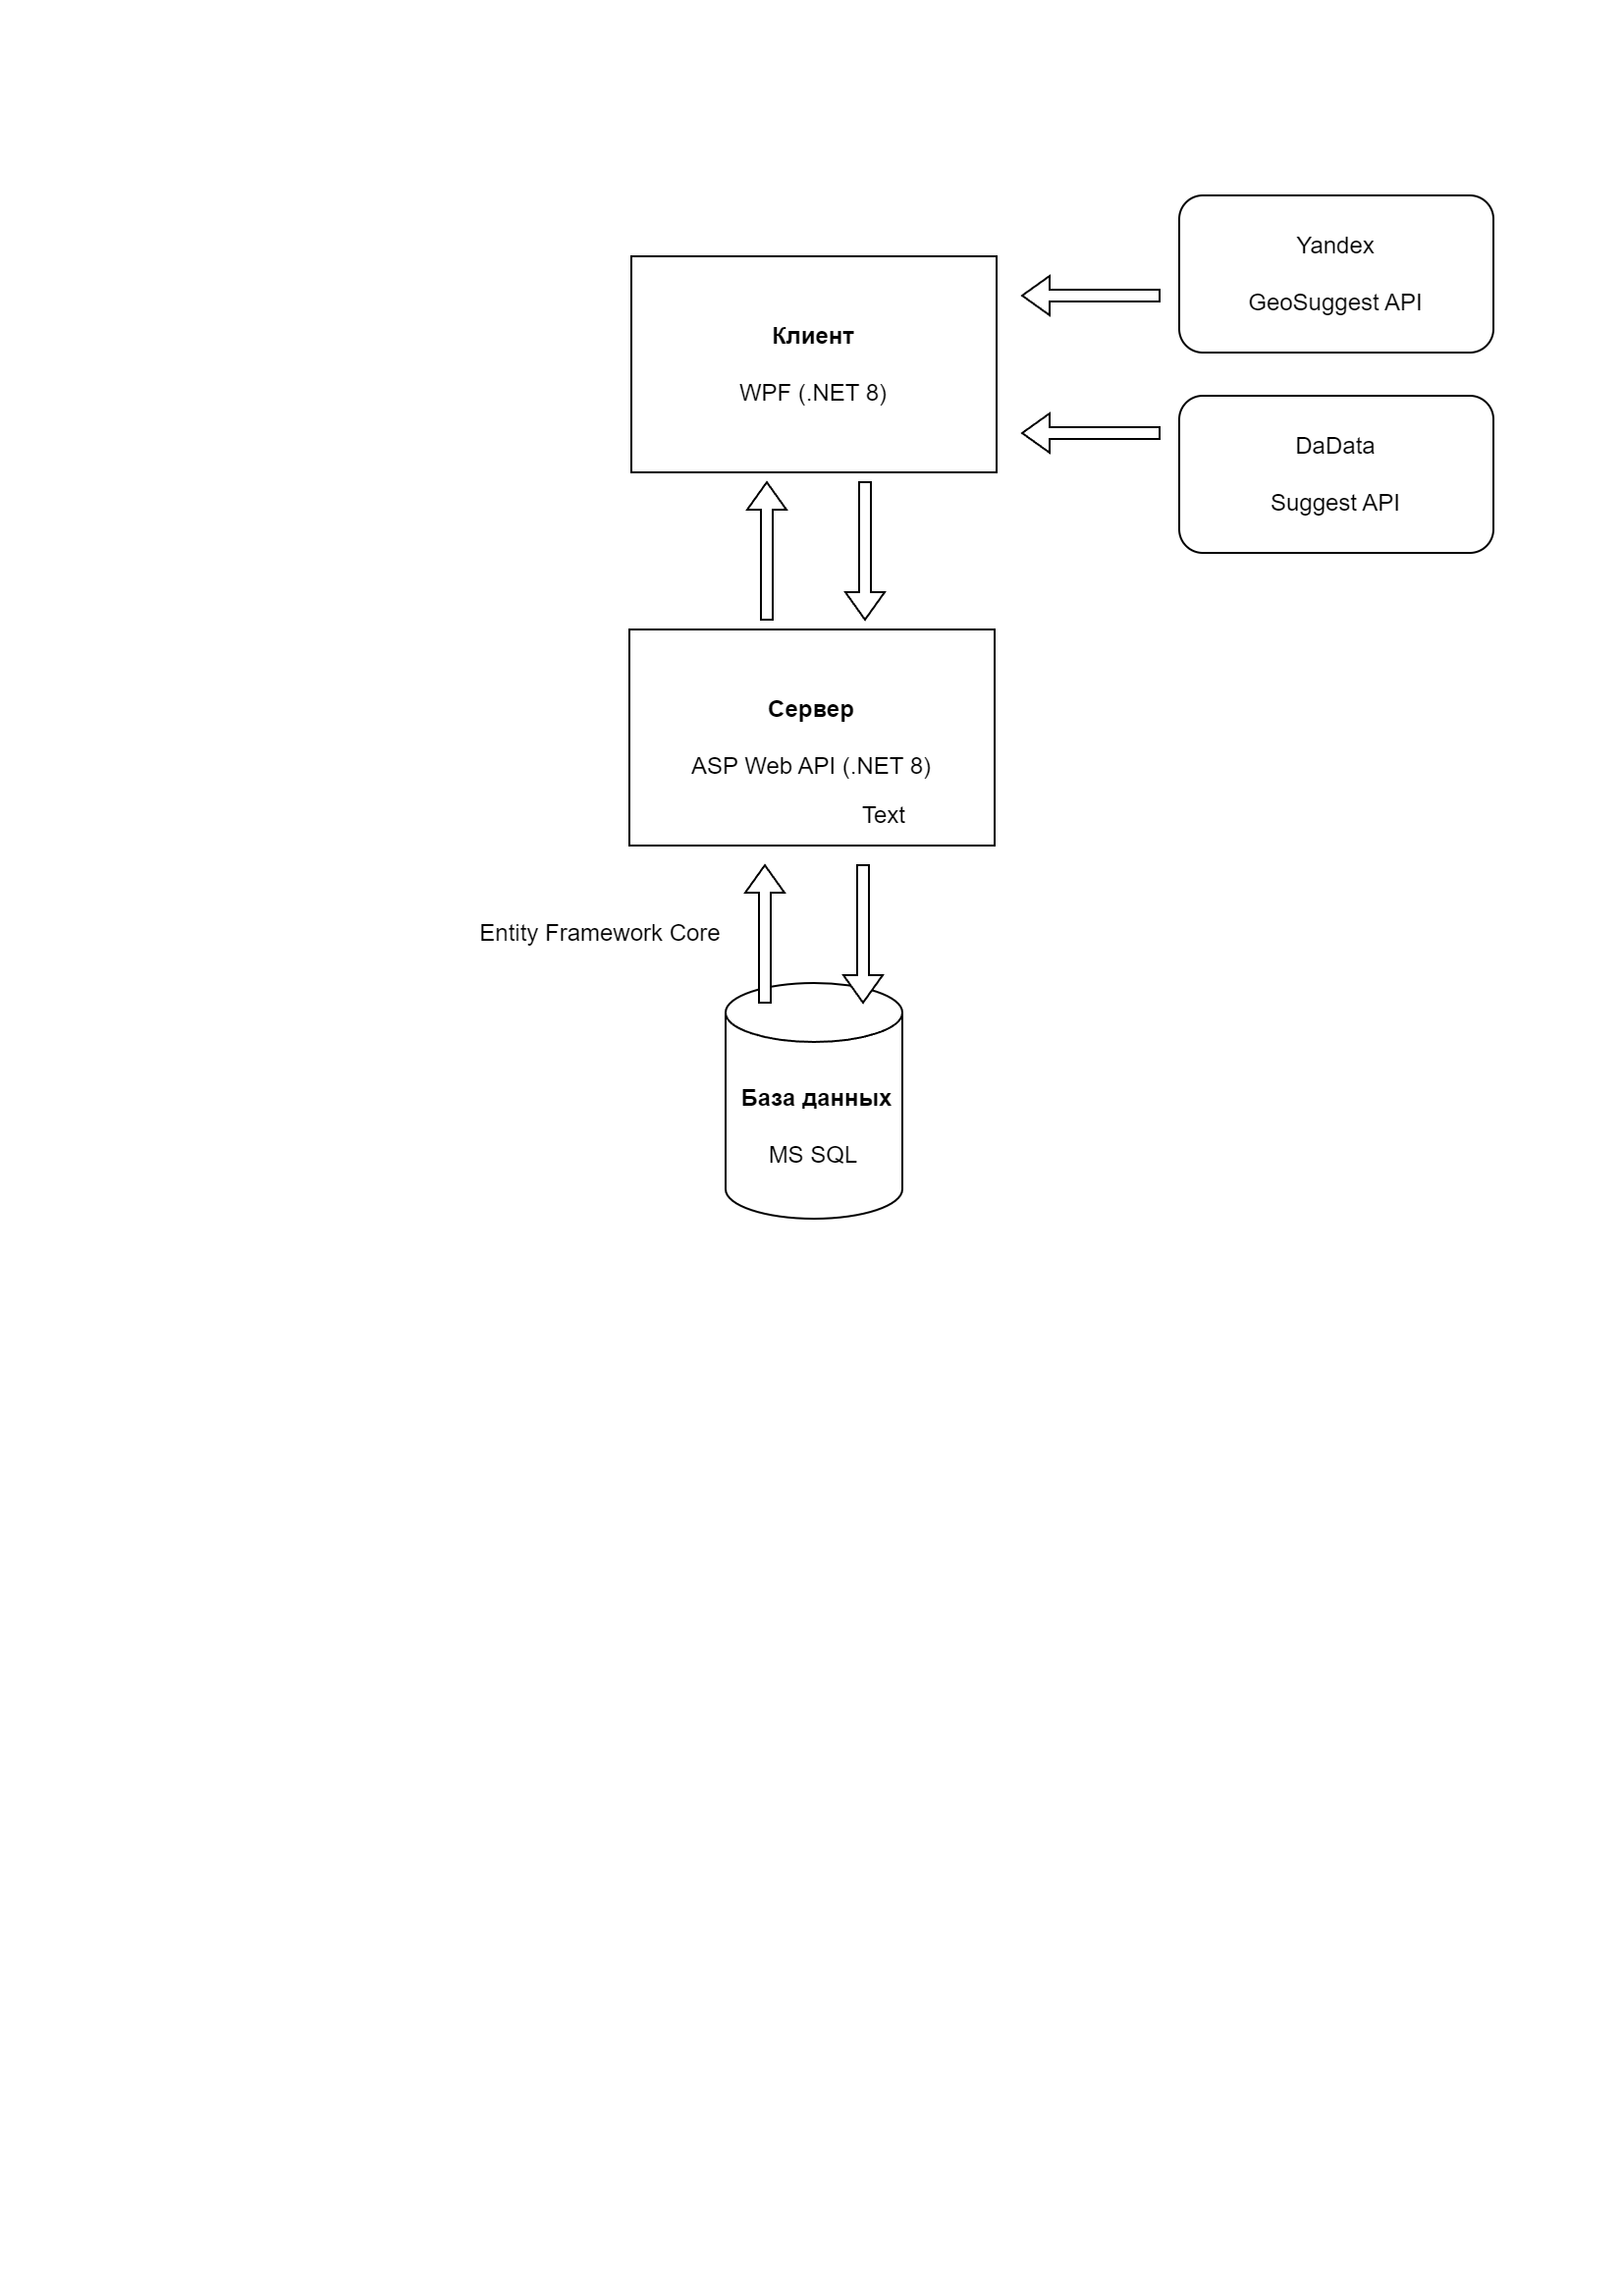 Yandex
GeoSuggest API
Клиент
WPF (.NET 8)
DaData
Suggest API
Сервер
ASP Web API (.NET 8)
Text
Entity Framework Core
База данных
MS SQL